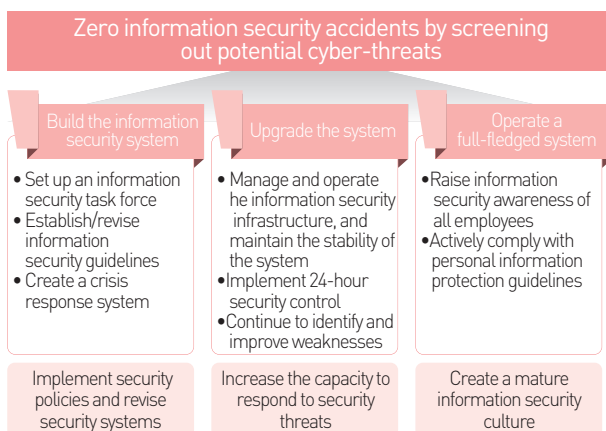 Zero information security accidents by screening
out potential cyber-threats
Build the information
security system
• Set up an information
security task force
• Establish/revise
information
security guidelines
• Create a crisis
response system
Implement security
policies and revise
security systems
Upgrade the system
• Manage and operate
he information security
infrastructure, and
maintain the stability of
the system
•Implement 24-hour
security control
•Continue to identify and
improve weaknesses
Increase the capacity to
respond to security
threats
Operate a
full-fledged system
•Raise information
security awareness of
all employees
•Actively comply with
personal information
protection guidelines
Create a mature
information security
culture